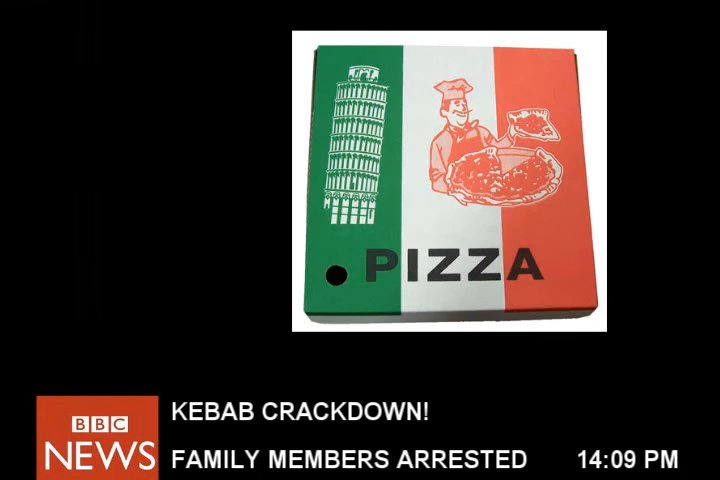 PIZZA
BBC
NEWS
KEBAB CRACKDOWN!
FAMILY MEMBERS ARRESTED
14:09 PM